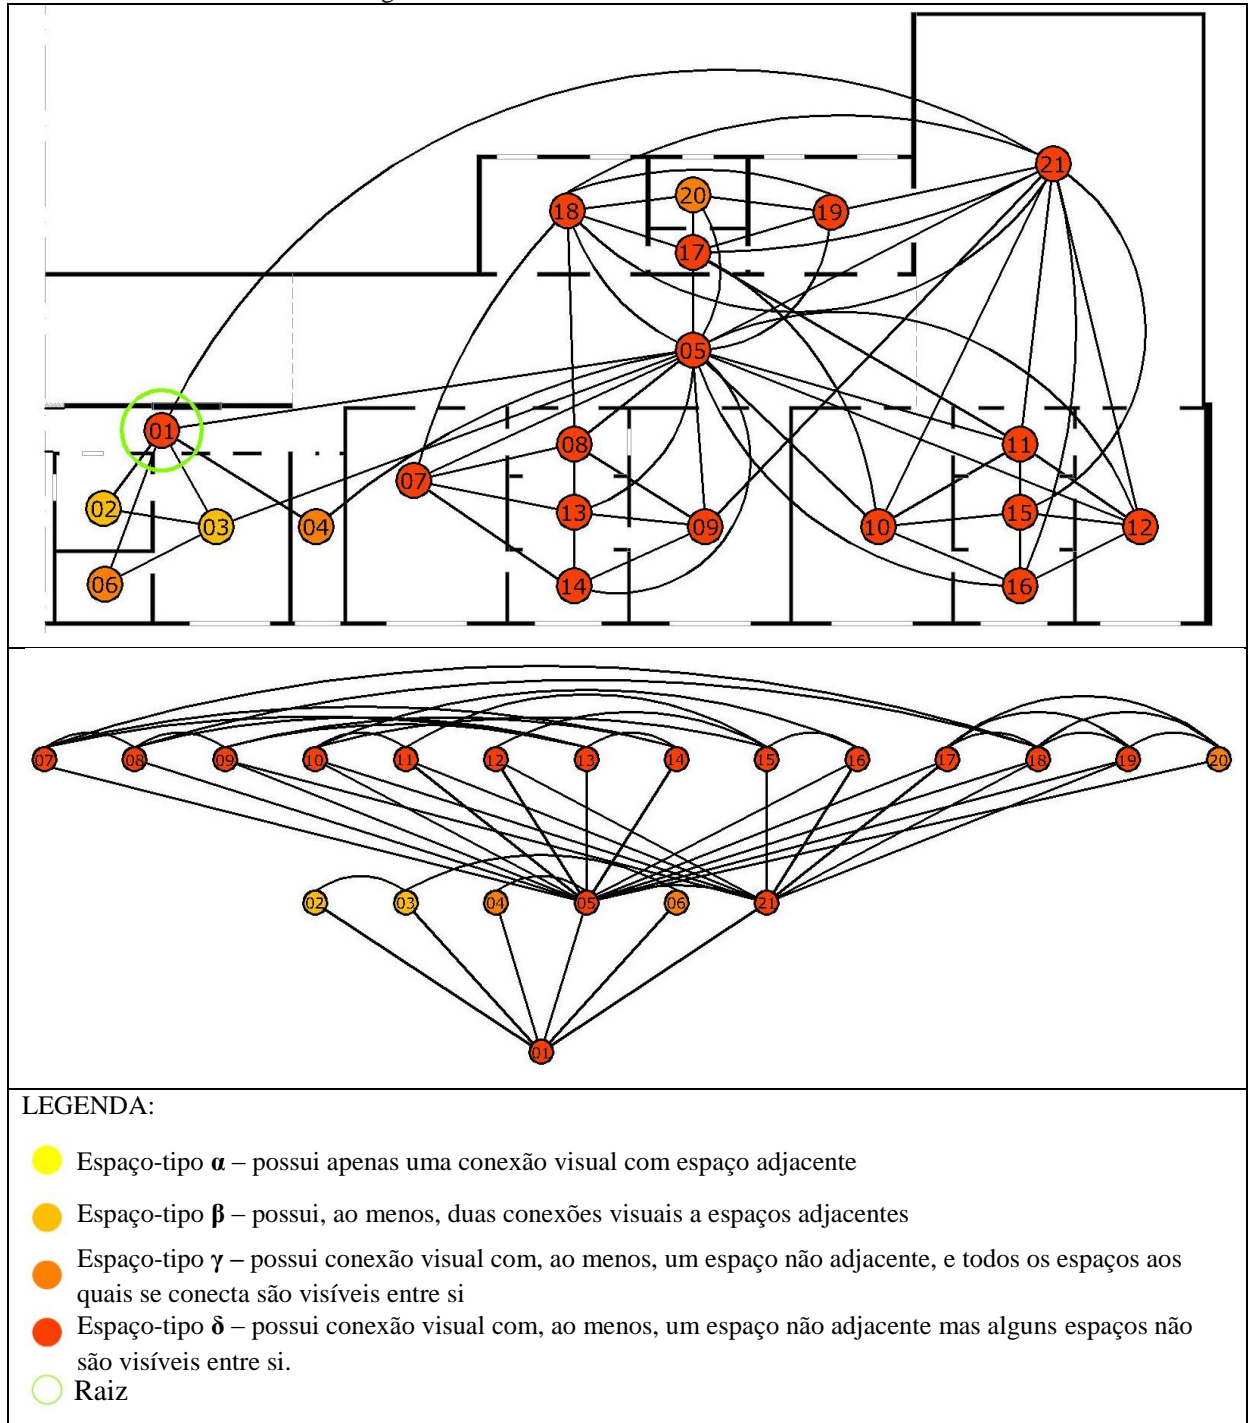 21
20
18
19
17
05
01
08
11
07
02
03
04
13
09
10
15
12
06
14
16
07 08 09 10 11 12 13 14 15 16 17 18 19 20
02 03 04 05 06 21
01
LEGENDA:
Espaço-tipo α – possui apenas uma conexão visual com espaço adjacente
Espaço-tipo β – possui, ao menos, duas conexões visuais a espaços adjacentes
Espaço-tipo γ – possui conexão visual com, ao menos, um espaço não adjacente, e todos os espaços aos
quais se conecta são visíveis entre si
Espaço-tipo δ – possui conexão visual com, ao menos, um espaço não adjacente mas alguns espaços não
são visíveis entre si.
Raiz